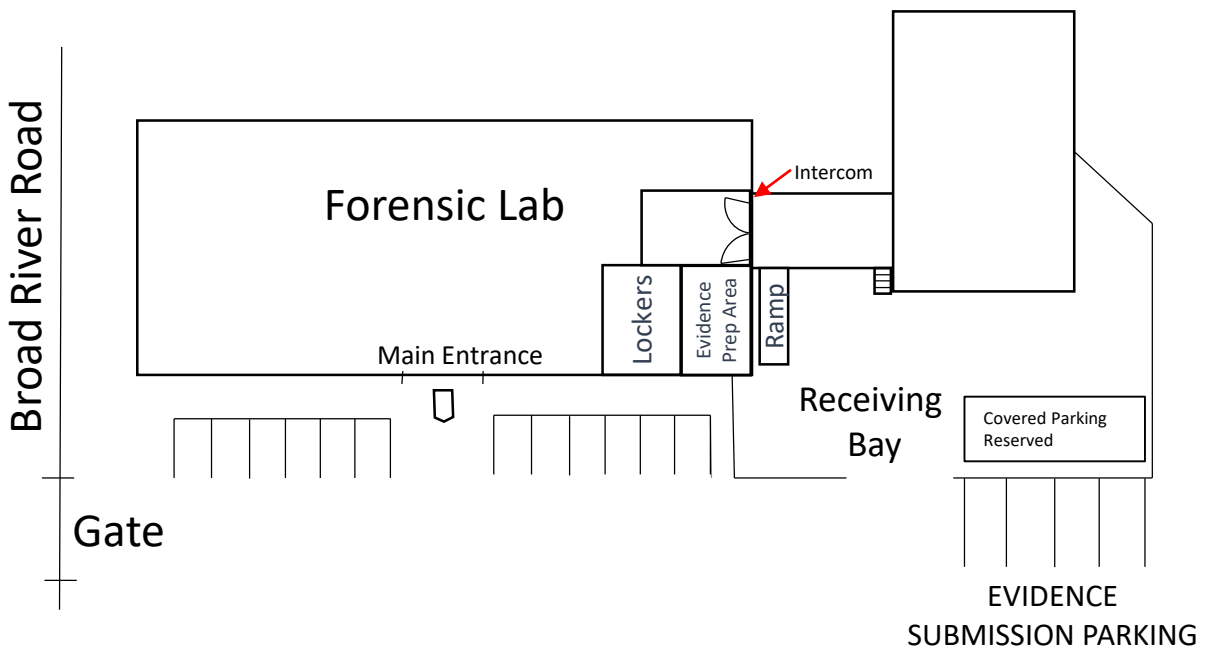 Broad River Road
Intercom
Forensic Lab
Lockers
Evidence
Prep Area
Ramp
Main Entrance
Receiving
Bay
Covered Parking
Reserved
Gate
EVIDENCE
SUBMISSION PARKING